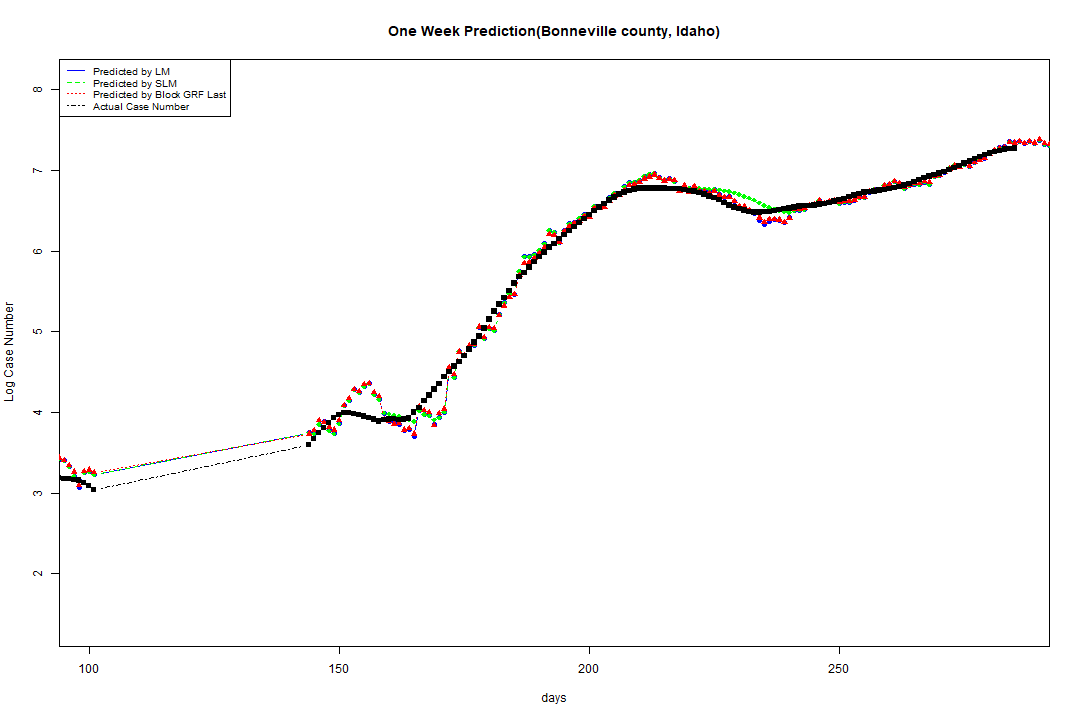 One Week Prediction(Bonneville county, Idaho)
Predicted by LM
Predicted by SLM
Predicted by Block GRF Last
Actual Case Number
8
7
6
5
4
3
2
Log Case Number
100 150 200 250
days